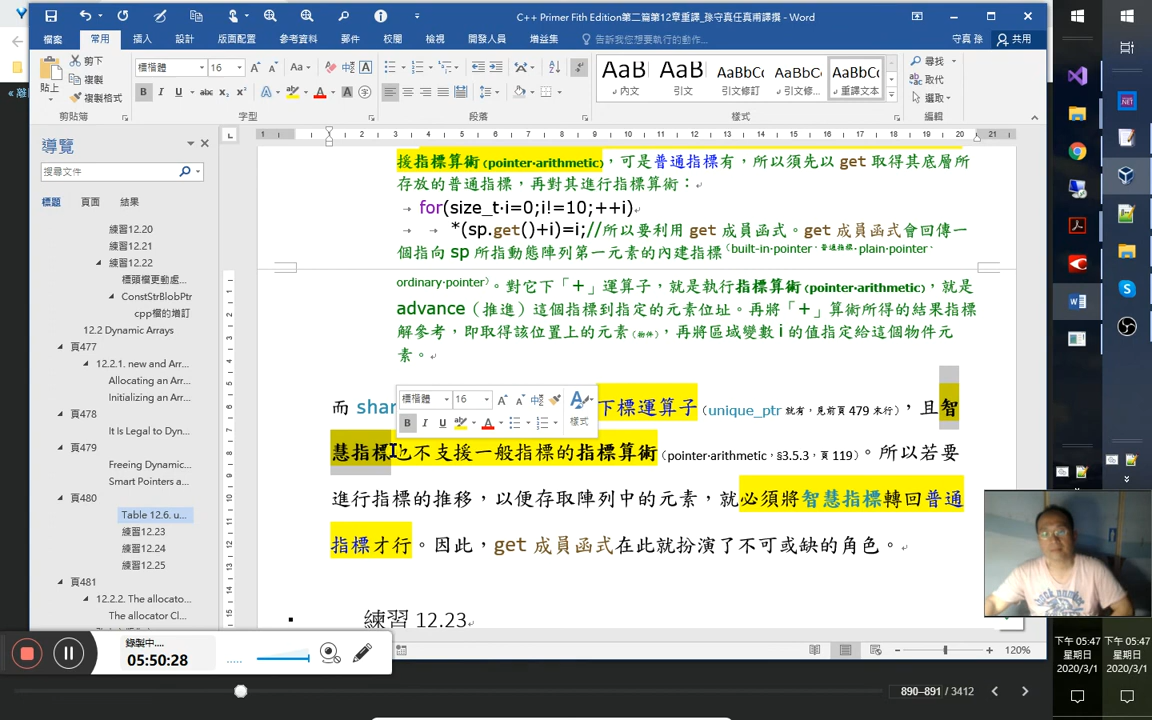 C++ Primer Fith Edition第二篇第12章重譯_孫守真任真甫譯撰 - Word
檔案 常用 插入 設計 版面配置 參考資料 郵件 校閱 檢視 開發人員 增益集 告訴我您想要執行的動作... 守真 孫 共用
貼上 剪下 複製 複製格式
標楷體 16
AaBbC 內文 AaBbC 引文 AaBbCc 引文修訂 AaBbCc 引文修... AaBbCc 重譯文本
尋找 取代 選取
剪貼簿 字型 段落 樣式 編輯
導覽
搜尋文件
標題 頁面 結果
練習12.20
練習12.21
練習12.22
標頭檔更動處...
ConstStrBlobPtr
cpp檔的增訂
12.2 Dynamic Arrays
頁477
12.2.1. new and Arr...
Allocating an Arr...
Initializing an Arr...
頁478
It Is Legal to Dyn...
頁479
Freeing Dynamic...
Smart Pointers a...
頁480
Table 12.6. u...
練習12.23
練習12.24
練習12.25
頁481
12.2.2. The allocato...
The allocator Cl...
援指標算術(pointer·arithmetic)，可是普通指標有，所以須先以 get 取得其底層所
存放的普通指標，再對其進行指標算術：
for(size_t·i=0;i!=10;++i)
*(sp.get()+i)=i;//所以要利用 get 成員函式。get 成員函式會回傳一
個指向 sp 所指動態陣列第一元素的內建指標(built-in·pointer·普通指標·plain·pointer·
ordinary·pointer)。對它下「+」運算子，就是執行指標算術(pointer·arithmetic)，就是
advance（推進）這個指標到指定的元素位址。再將「+」算術所得的結果指標
解參考，即取得該位置上的元素(物件)，再將區域變數 i 的值指定給這個物件元
素。
標楷體 16
樣式
而 shar 下標運算子（unique_ptr 就有，見前頁 479 末行），且智
慧指標也不支援一般指標的指標算術（pointer·arithmetic，§3.5.3，頁 119）。所以若要
進行指標的推移，以便存取陣列中的元素，就必須將智慧指標轉回普通
指標才行。因此，get 成員函式在此就扮演了不可或缺的角色。
練習 12.23
120%
錄製中....
05:50:28
890–891 / 3412
下午 05:47 星期日 2020/3/1
下午 05:47 星期日 2020/3/1